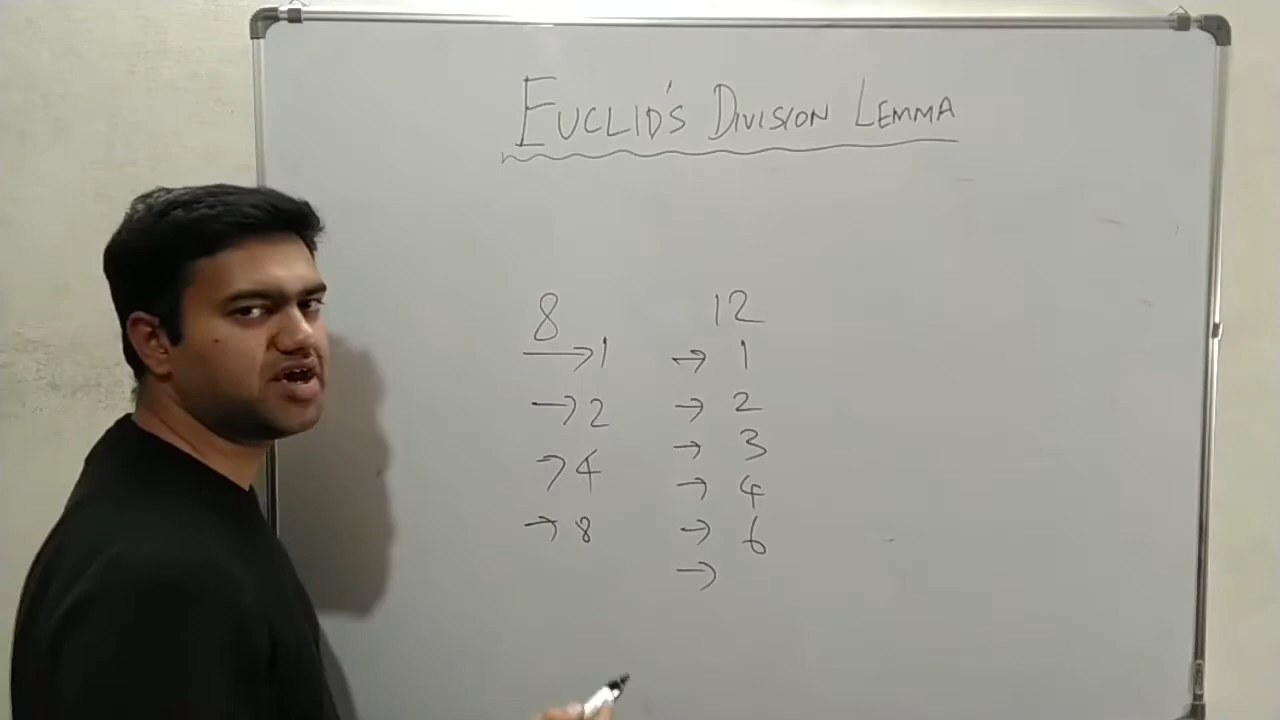 EUCLID'S DIVISION LEMMA
8 12
→ 1 → 1
→ 2 → 2
→ 3
→ 4 → 4
→ 8 → 6
→